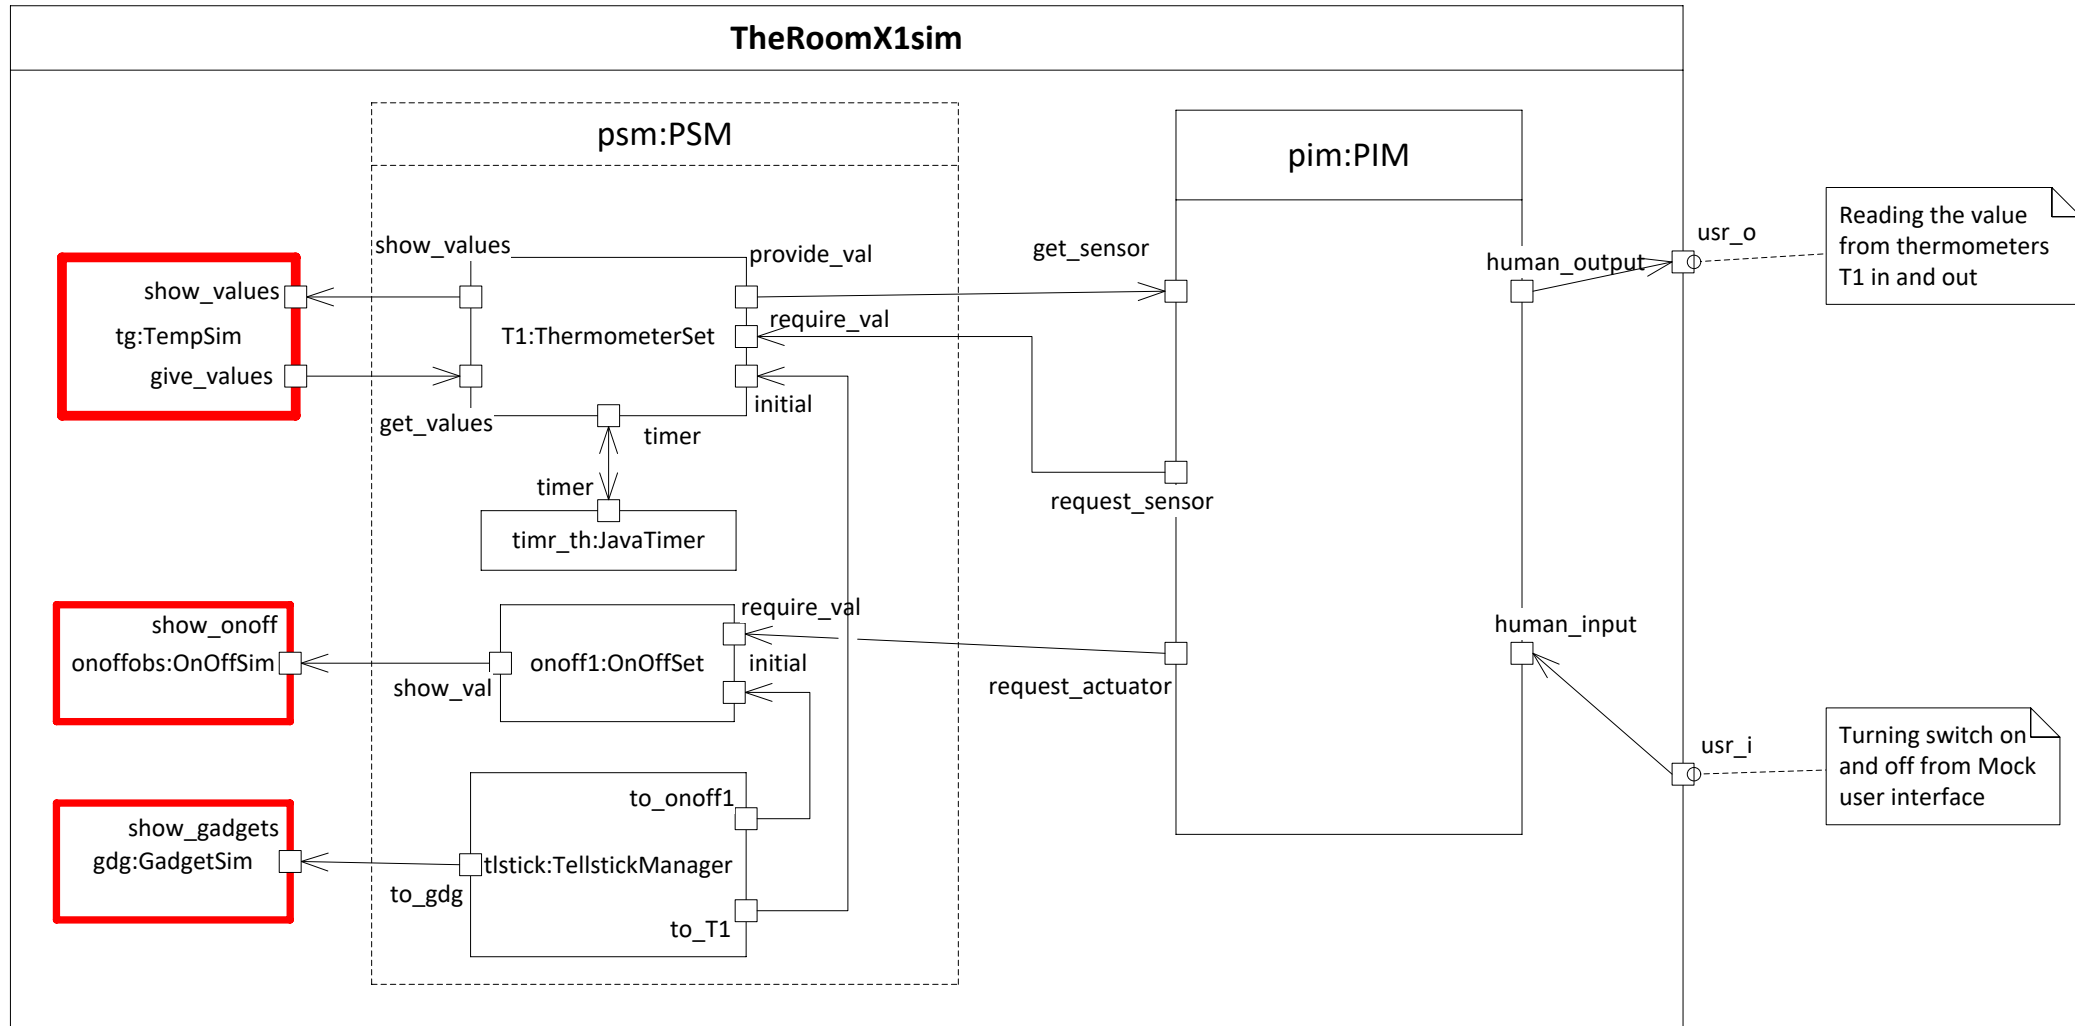 TheRoomX1sim
psm:PSM
pim:PIM
Reading the value
from thermometers
T1 in and out
usr_o
show_values
provide_val
get_sensor
human_output
show_values
require_val
tg:TempSim
T1:ThermometerSet
give_values
initial
get_values
timer
timer
request_sensor
timr_th:JavaTimer
show_onoff
require_val
human_input
onoffobs:OnOffSim
onoff1:OnOffSet
initial
show_val
request_actuator
Turning switch on
and off from Mock
user interface
usr_i
to_onoff1
show_gadgets
gdg:GadgetSim
tlstick:TellstickManager
to_gdg
to_T1